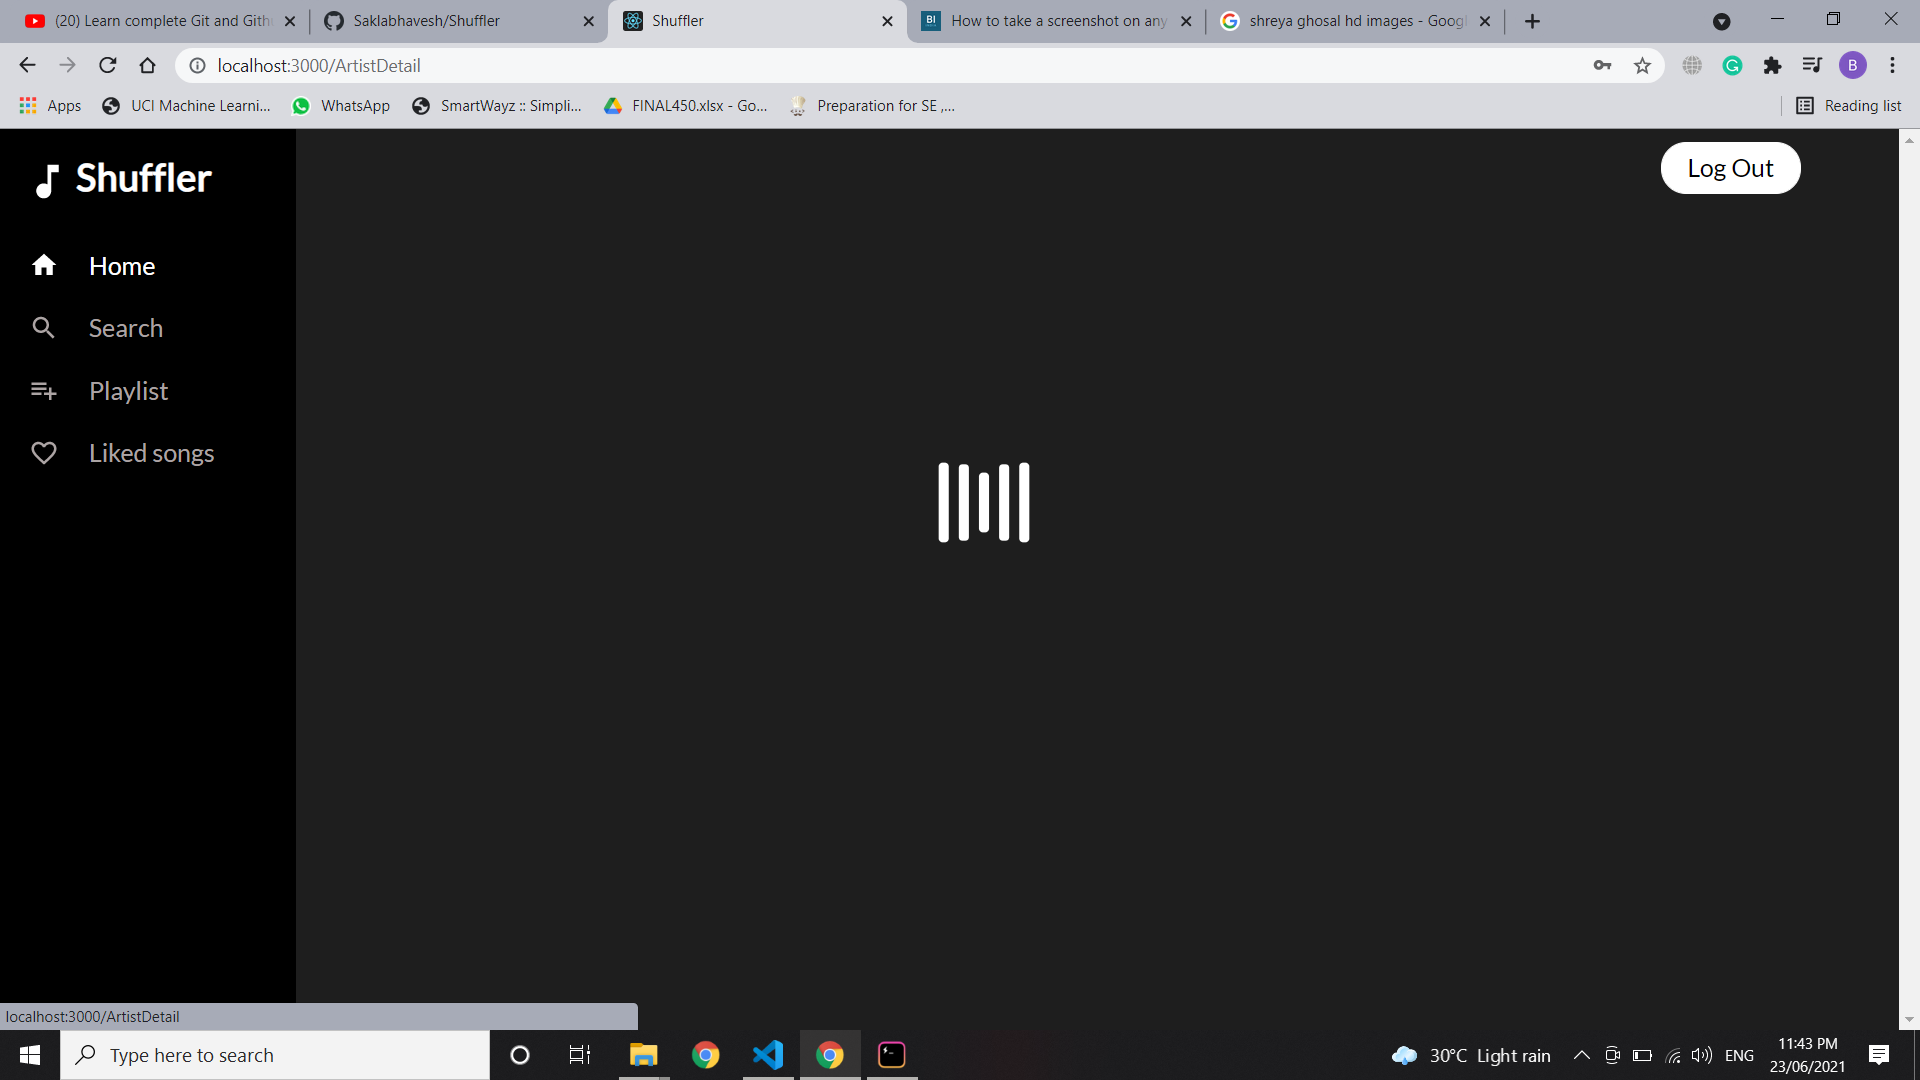 (20) Learn complete Git and Gith
Saklabhavesh/Shuffler
Shuffler
BI
How to take a screenshot on any
shreya ghosal hd images - Goog
localhost:3000/ArtistDetail
B
Apps
UCI Machine Learni...
WhatsApp
SmartWayz :: Simpli...
FINAL450.xlsx - Go...
Preparation for SE ,...
Reading list
Shuffler
Log Out
Home
Search
Playlist
Liked songs
localhost:3000/ArtistDetail
Type here to search
30°C Light rain
ENG
11:43 PM
23/06/2021